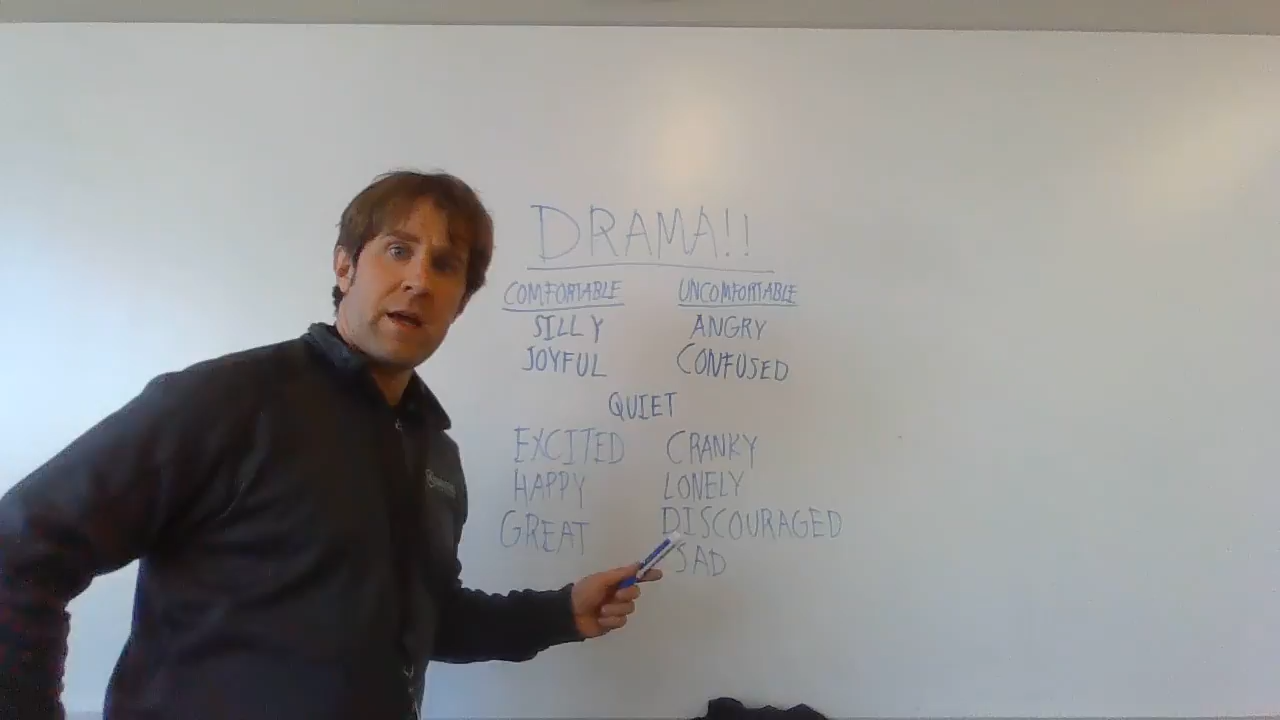 DRAMA!!
COMFORTABLE UNCOMFORTABLE
SILLY ANGRY
JOYFUL CONFUSED
QUIET
EXCITED CRANKY
HAPPY LONELY
GREAT DISCOURAGED
SAD